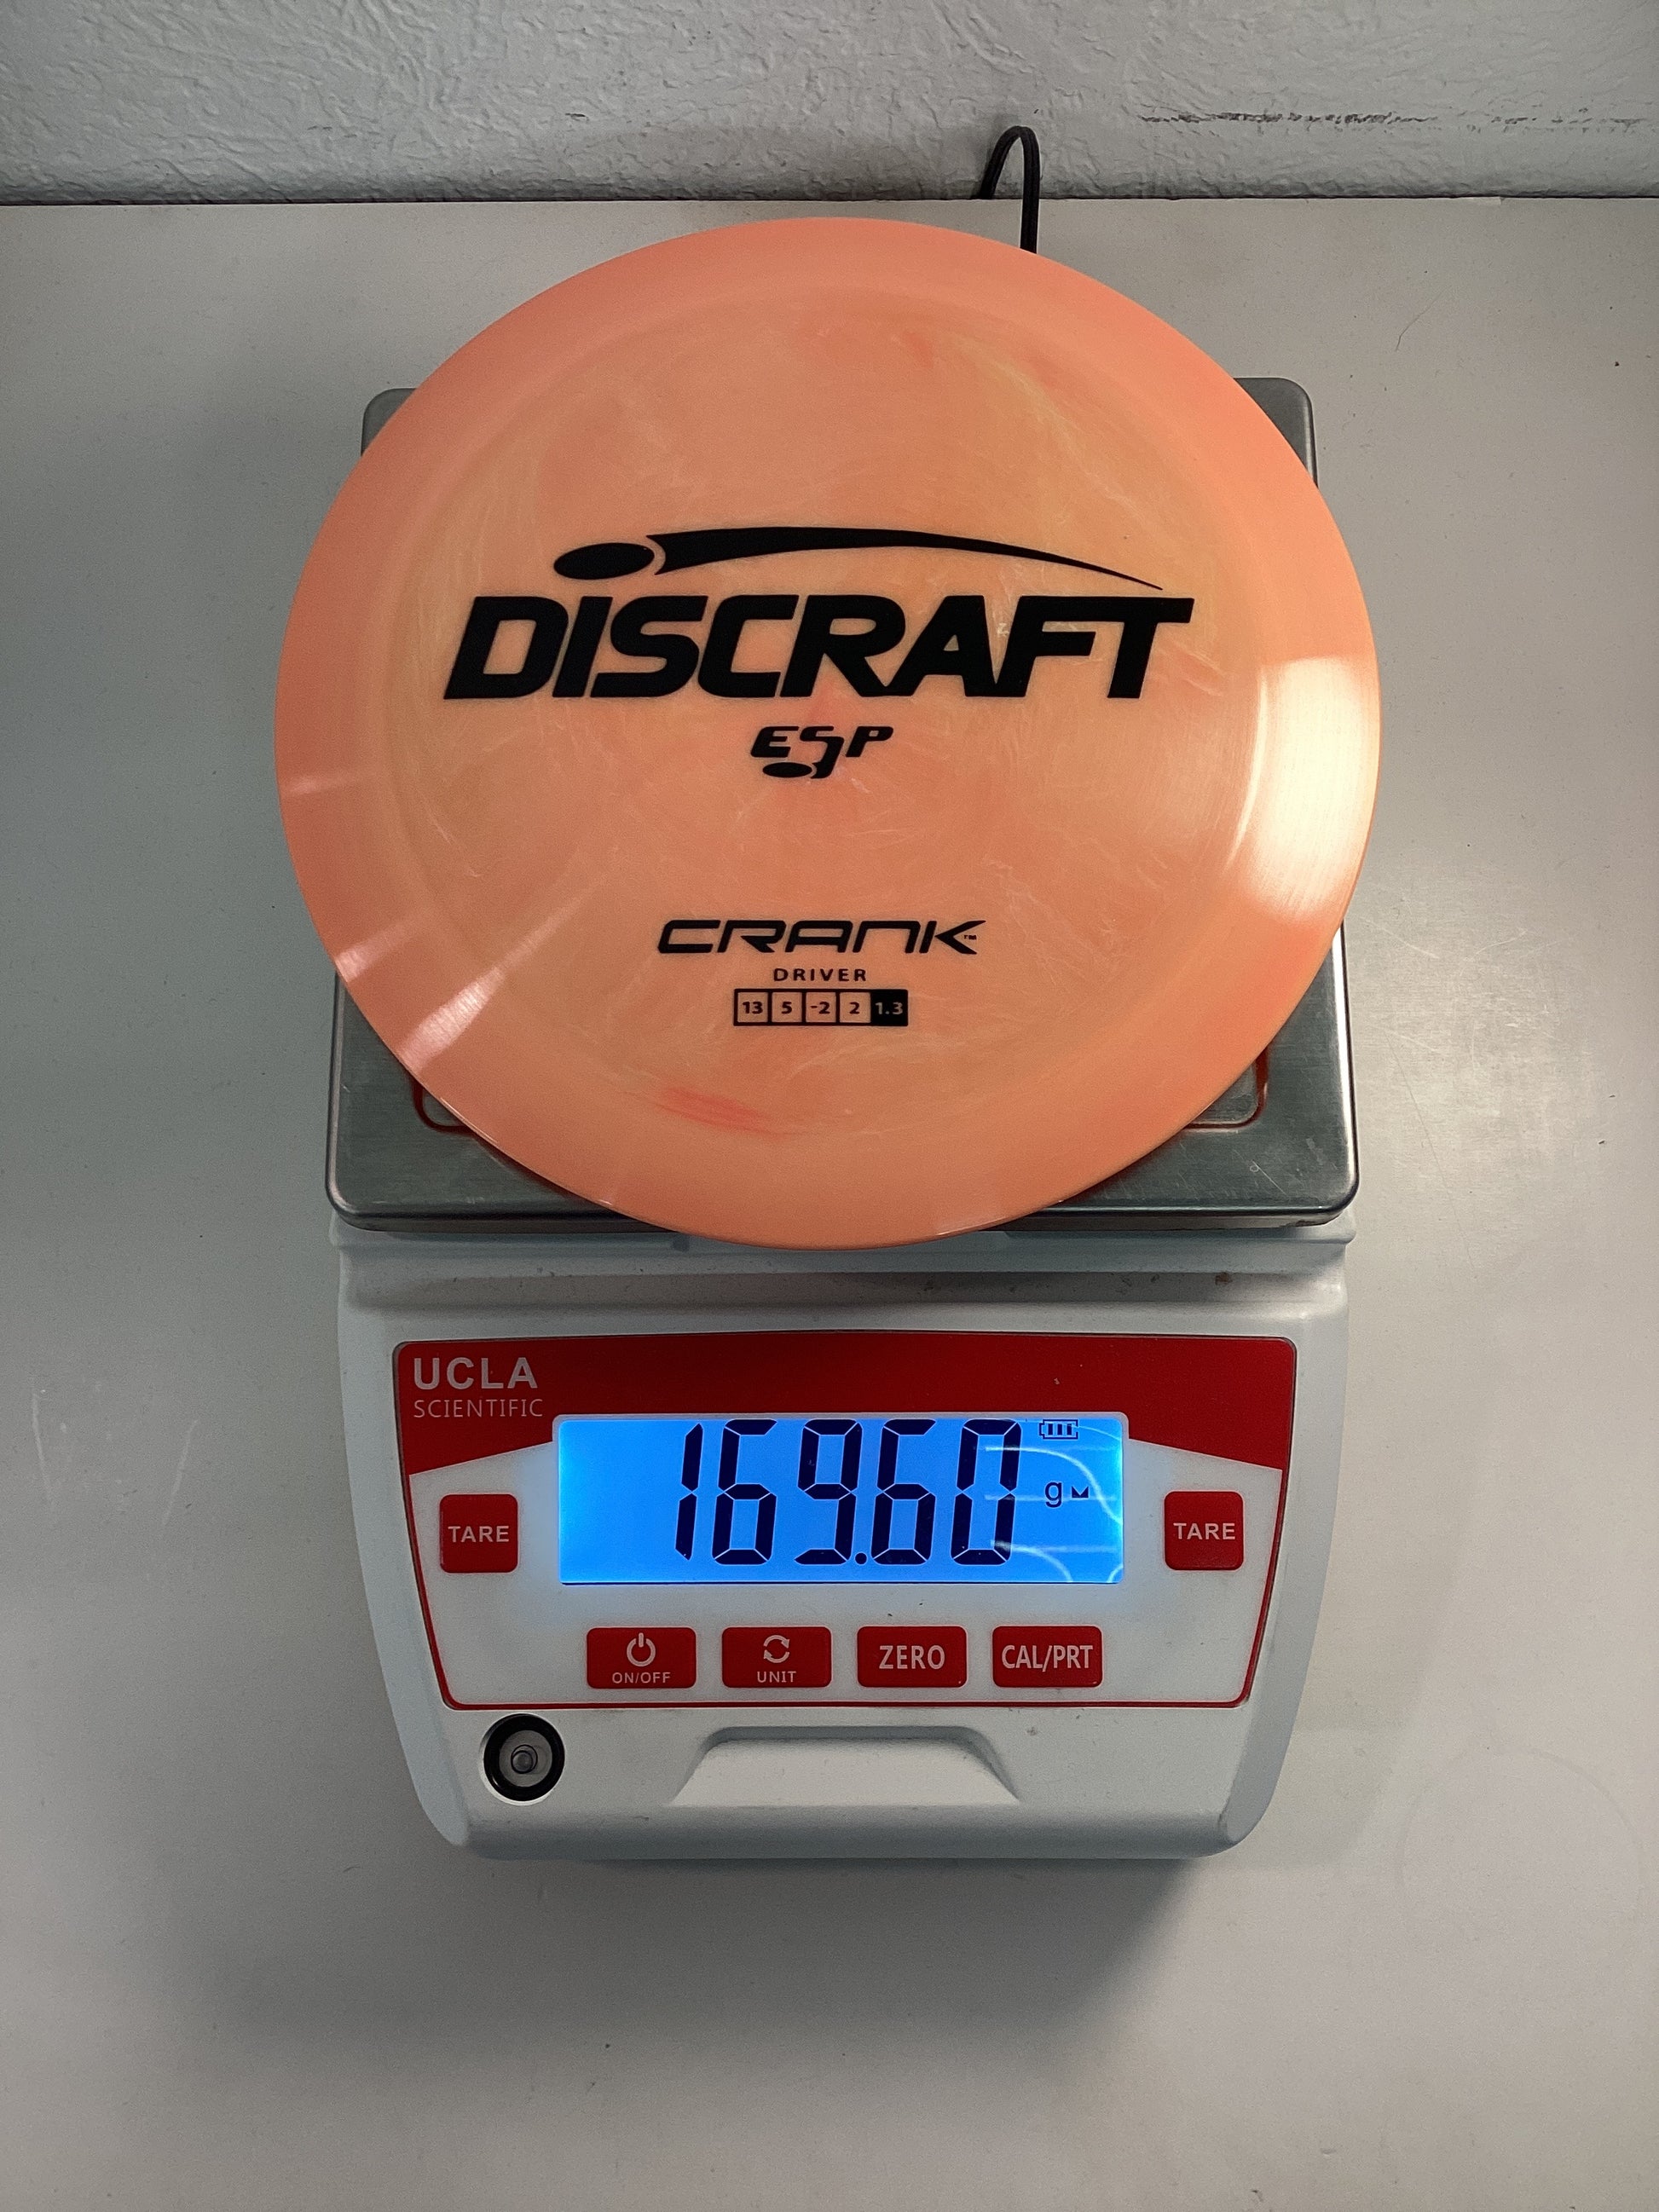 DISCRAFT
ESP
CRANK™
DRIVER
13 5 -2 2 1.3
UCLA
SCIENTIFIC
169.60 g
TARE
TARE
ON/OFF
UNIT
ZERO
CAL/PRT